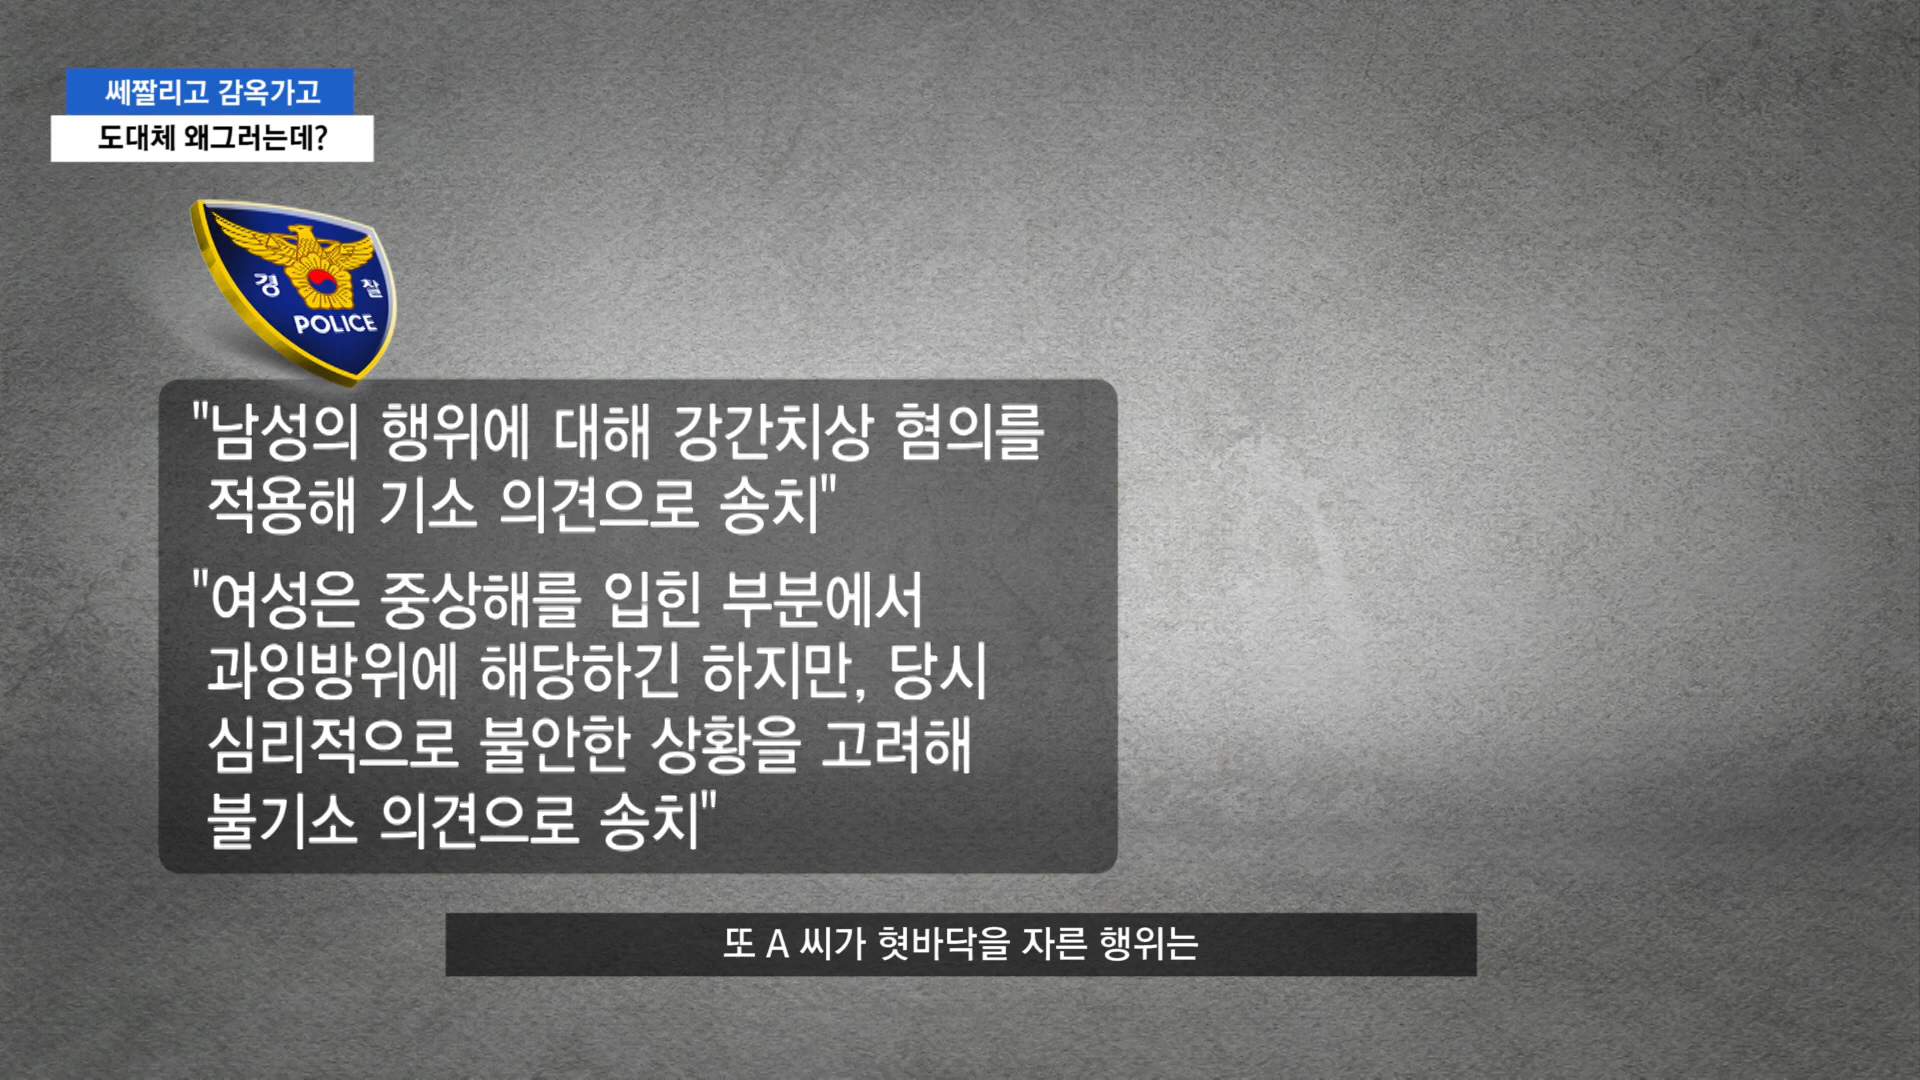 쎄짤리고 감옥가고
도대체 왜그러는데?
경찰
POLICE
"남성의 행위에 대해 강간치상 혐의를
적용해 기소 의견으로 송치"
"여성은 중상해를 입힌 부분에서
과잉방위에 해당하긴 하지만, 당시
심리적으로 불안한 상황을 고려해
불기소 의견으로 송치"
또 A 씨가 혓바닥을 자른 행위는